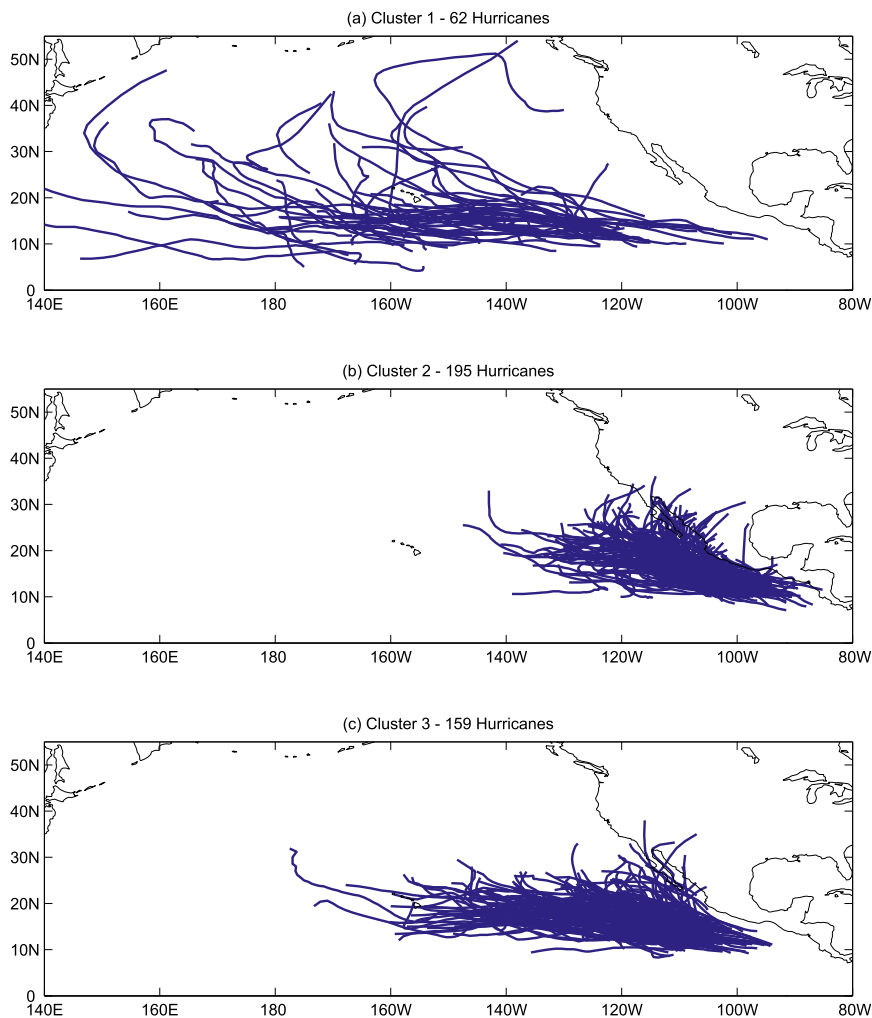 (a) Cluster 1 - 62 Hurricanes
50N
40N
30N
20N
10N
0
140E 160E 180 160W 140W 120W 100W 80W
(b) Cluster 2 - 195 Hurricanes
50N
40N
30N
20N
10N
0
140E 160E 180 160W 140W 120W 100W 80W
(c) Cluster 3 - 159 Hurricanes
50N
40N
30N
20N
10N
0
140E 160E 180 160W 140W 120W 100W 80W